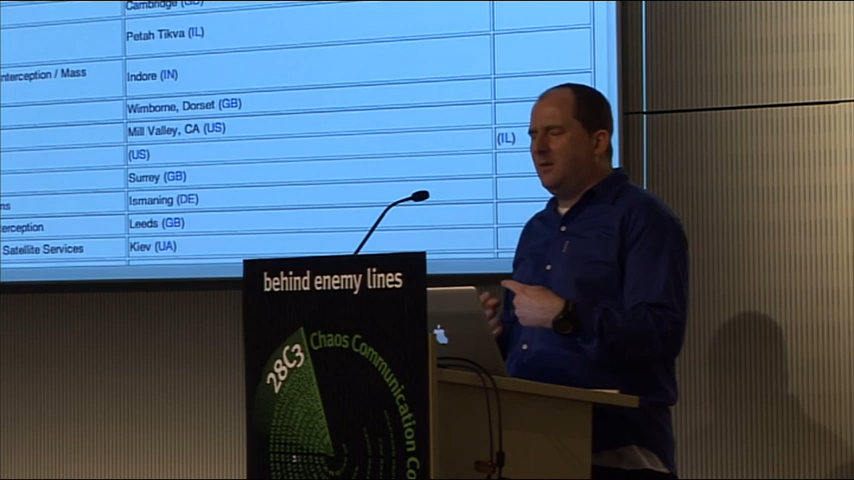 Cambridge (GB)
Petah Tikva (IL)
nterception / Mass
Indore (IN)
Wimborne, Dorset (GB)
Mill Valley, CA (US)
(IL)
(US)
Surrey (GB)
ns
Ismaning (DE)
erception
Leeds (GB)
Satellite Services
Kiev (UA)
behind enemy lines
28C3
Chaos Communication Co